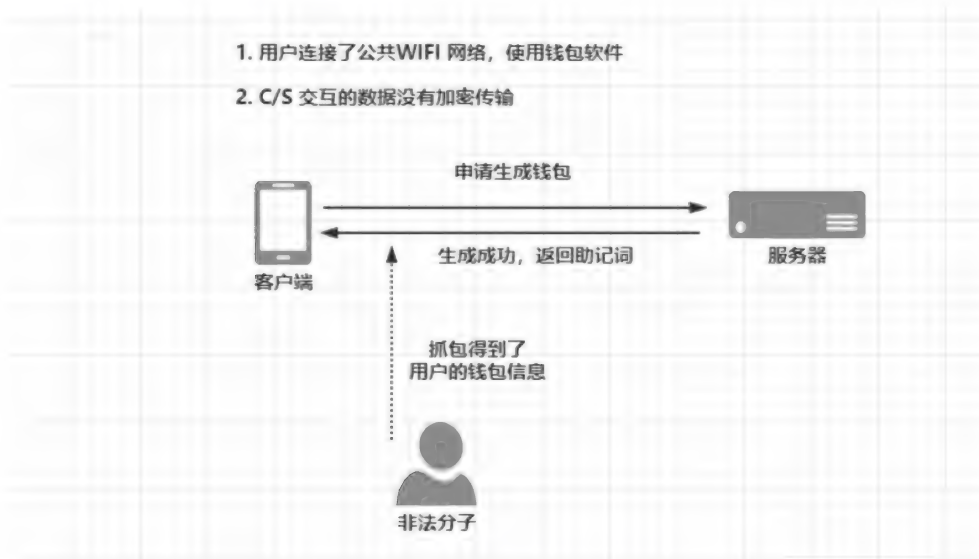 1. 用户连接了公共WIFI 网络，使用钱包软件
2. C/S 交互的数据没有加密传输
申请生成钱包
生成成功，返回助记词
客户端
服务器
抓包得到了
用户的钱包信息
非法分子